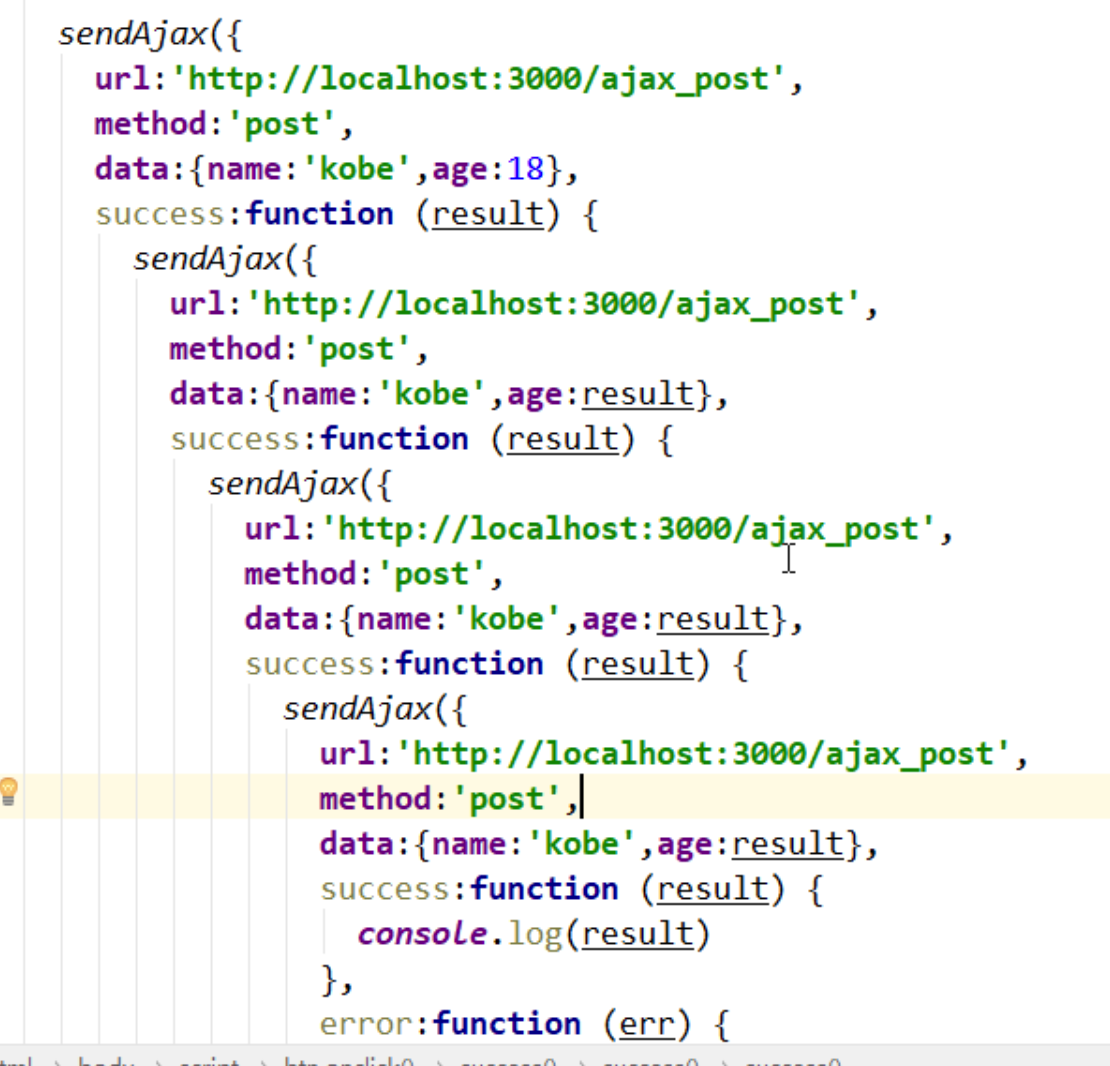 sendAjax({
url:'http://localhost:3000/ajax_post',
method:'post',
data:{name:'kobe',age:18},
success:function (result) {
sendAjax({
url:'http://localhost:3000/ajax_post',
method:'post',
data:{name:'kobe',age:result},
success:function (result) {
sendAjax({
url:'http://localhost:3000/ajax_post',
method:'post',
data:{name:'kobe',age:result},
success:function (result) {
sendAjax({
url:'http://localhost:3000/ajax_post',
method:'post',
data:{name:'kobe',age:result},
success:function (result) {
console.log(result)
},
error:function (err) {